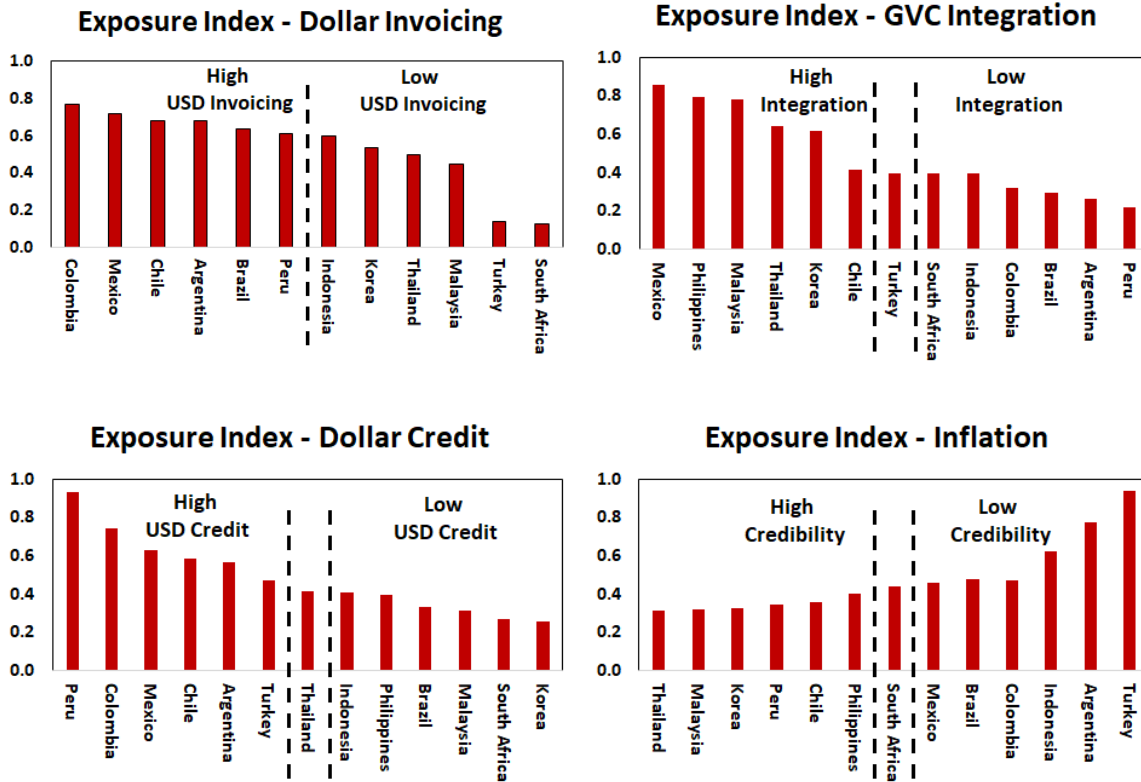 Exposure Index - Dollar Invoicing
1.0
0.8
0.6
0.4
0.2
0.0
High
USD Invoicing
Low
USD Invoicing
Colombia
Mexico
Chile
Argentina
Brazil
Peru
Indonesia
Korea
Thailand
Malaysia
Turkey
South Africa
Exposure Index - GVC Integration
1.0
0.8
0.6
0.4
0.2
0.0
High
Integration
Low
Integration
Mexico
Philippines
Malaysia
Thailand
Korea
Chile
Turkey
South Africa
Indonesia
Colombia
Brazil
Argentina
Peru
Exposure Index - Dollar Credit
1.0
0.8
0.6
0.4
0.2
0.0
High
USD Credit
Low
USD Credit
Peru
Colombia
Mexico
Chile
Argentina
Turkey
Thailand
Indonesia
Philippines
Brazil
Malaysia
South Africa
Korea
Exposure Index - Inflation
1.0
0.8
0.6
0.4
0.2
0.0
High
Credibility
Low
Credibility
Thailand
Malaysia
Korea
Peru
Chile
Philippines
South Africa
Mexico
Brazil
Colombia
Indonesia
Argentina
Turkey